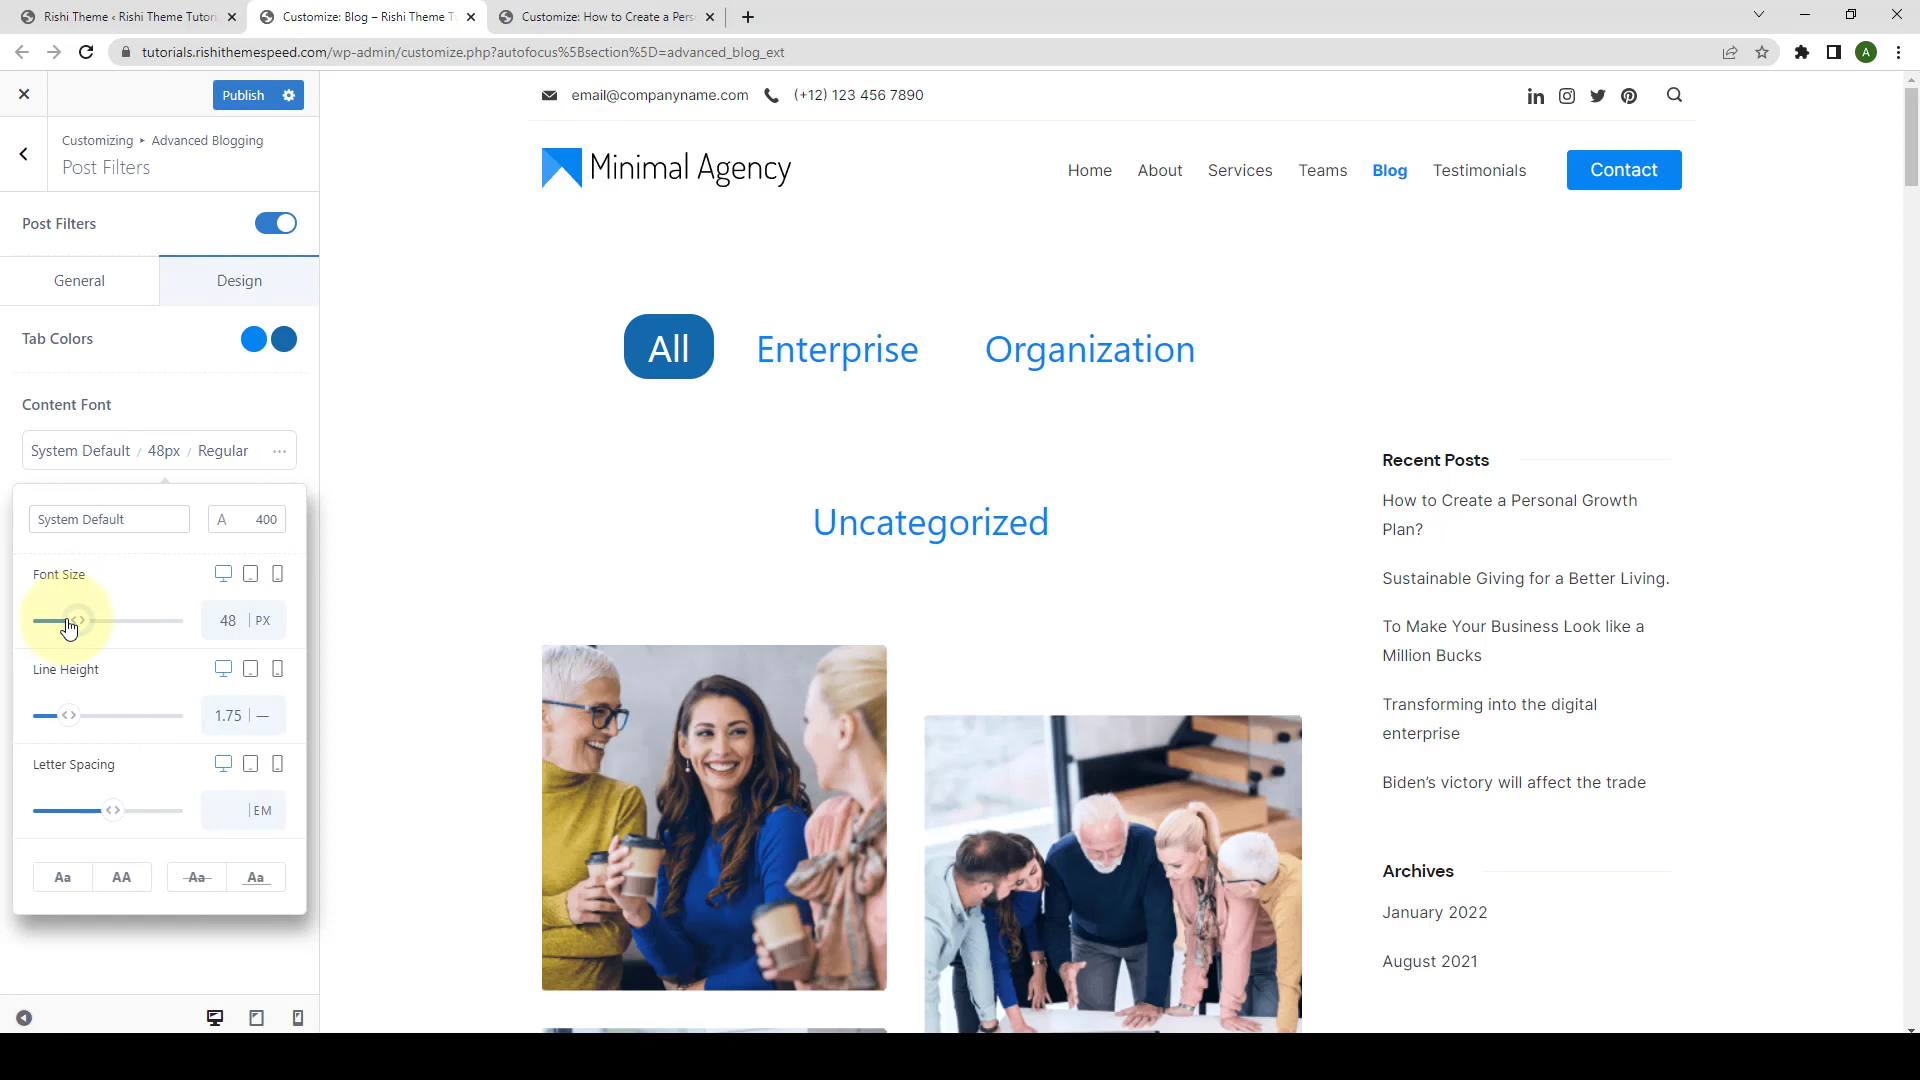 Rishi Theme ‹ Rishi Theme Tutori
Customize: Blog – Rishi Theme T
Customize: How to Create a Pers
tutorials.rishithemespeed.com/wp-admin/customize.php?autofocus%5Bsection%5D=advanced_blog_ext
A
Publish
Customizing ▸ Advanced Blogging
Post Filters
Post Filters
General
Design
Tab Colors
Content Font
System Default / 48px / Regular ...
System Default
A 400
Font Size
48 PX
Line Height
1.75 —
Letter Spacing
EM
Aa AA Aa Aa
email@companyname.com
(+12) 123 456 7890
Minimal Agency
Home About Services Teams Blog Testimonials Contact
All Enterprise Organization
Uncategorized
Recent Posts
How to Create a Personal Growth
Plan?
Sustainable Giving for a Better Living.
To Make Your Business Look like a
Million Bucks
Transforming into the digital
enterprise
Biden's victory will affect the trade
Archives
January 2022
August 2021